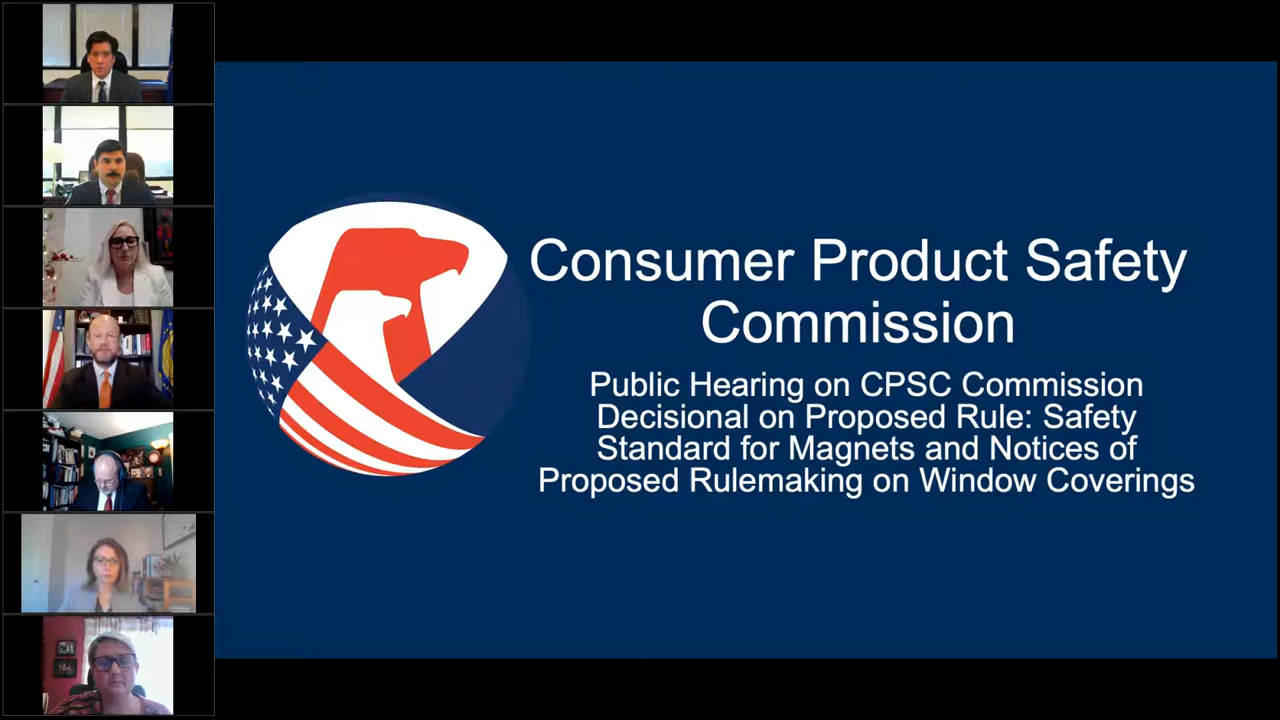 Consumer Product Safety
Commission
Public Hearing on CPSC Commission
Decisional on Proposed Rule: Safety
Standard for Magnets and Notices of
Proposed Rulemaking on Window Coverings